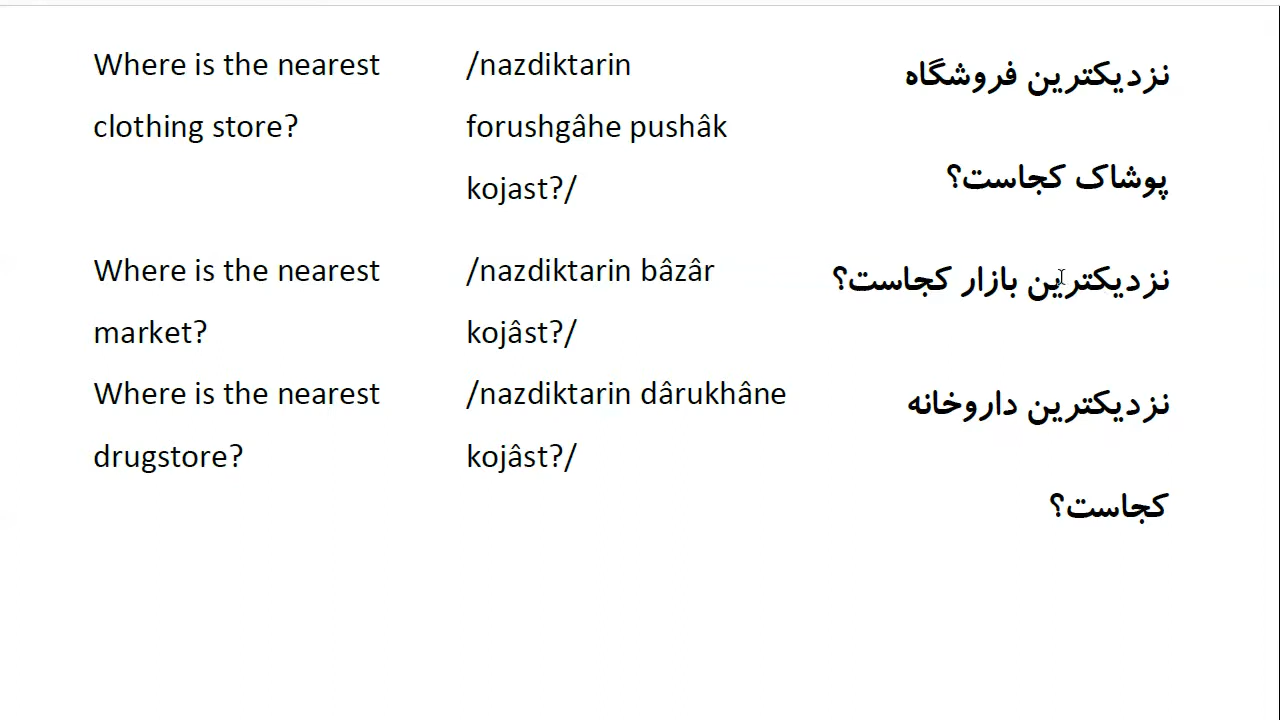 Where is the nearest
clothing store?
/nazdiktarin
forushgâhe pushâk
kojast?/
نزدیکترین فروشگاه
پوشاک کجاست؟
Where is the nearest
market?
/nazdiktarin bâzâr
kojâst?/
نزدیکترین بازار کجاست؟
Where is the nearest
drugstore?
/nazdiktarin dârukhâne
kojâst?/
نزدیکترین داروخانه
کجاست؟